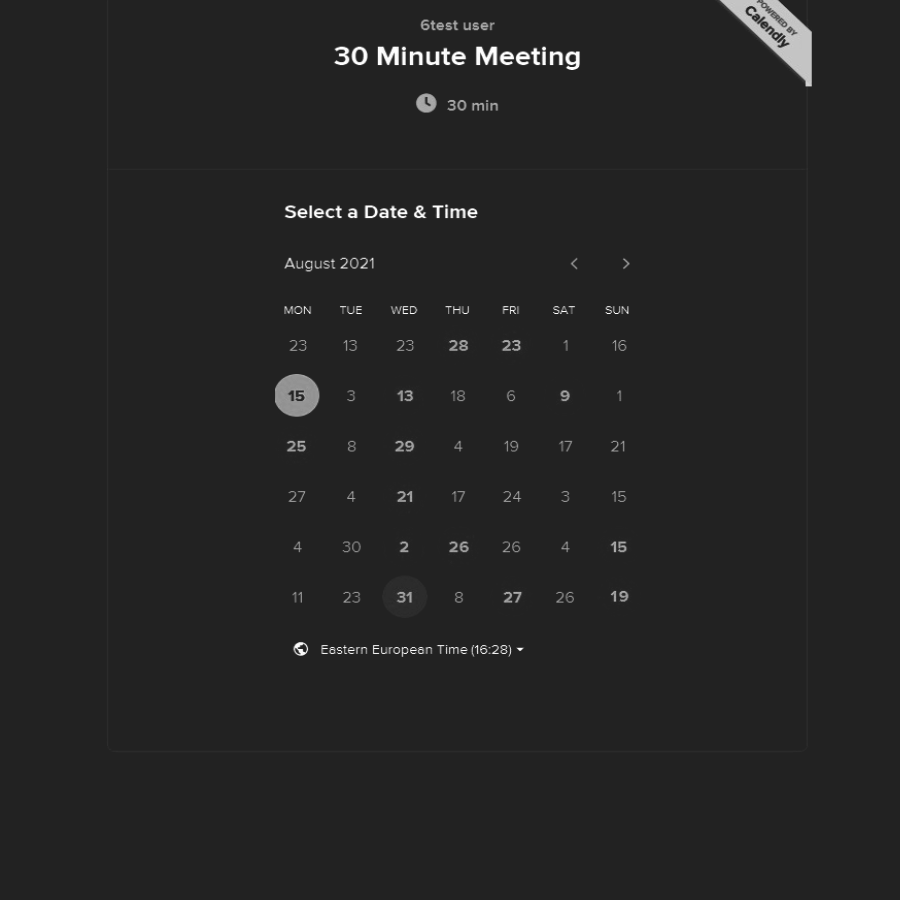 6test user
POWERED BY
Calendly
30 Minute Meeting
30 min
Select a Date & Time
August 2021
MON TUE WED THU FRI SAT SUN
23 13 23 28 23 1 16
15 3 13 18 6 9 1
25 8 29 4 19 17 21
27 4 21 17 24 3 15
4 30 2 26 26 4 15
11 23 31 8 27 26 19
Eastern European Time (16:28)